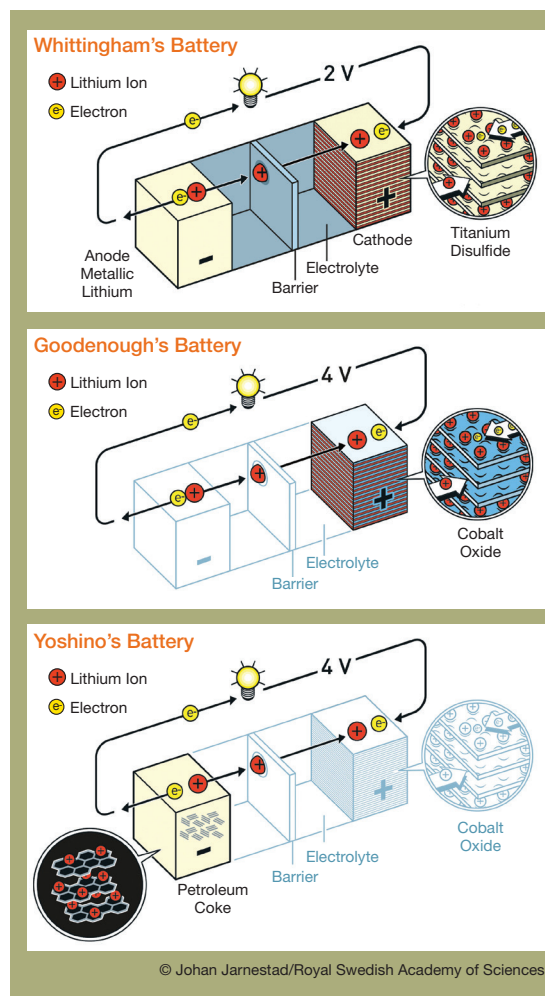 Whittingham's Battery
+ Lithium Ion
e- Electron
2 V
e-
+ e-
+
e- +
+
-
Anode
Metallic
Lithium
Barrier
Electrolyte
Cathode
Titanium
Disulfide
Goodenough's Battery
+ Lithium Ion
e- Electron
4 V
e-
+ e-
+
e- +
+
-
Barrier
Electrolyte
Cobalt
Oxide
Yoshino's Battery
+ Lithium Ion
e- Electron
4 V
e-
+ e-
+
e- +
+
-
Petroleum
Coke
Barrier
Electrolyte
Cobalt
Oxide
© Johan Jarnestad/Royal Swedish Academy of Sciences